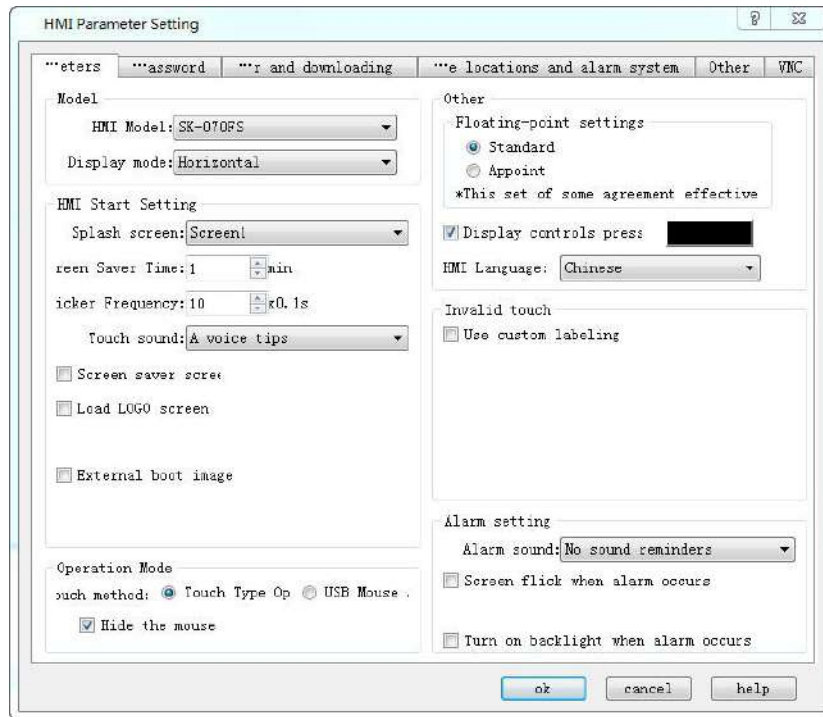 HMI Parameter Setting
···eters ···assword ···r and downloading ···e locations and alarm system Other VNC
Model
HMI Model: SK-070FS
Display mode: Horizontal
HMI Start Setting
Splash screen: Screen1
reen Saver Time: 1 min
icker Frequency: 10 x0.1s
Touch sound: A voice tips
Screen saver scree
Load LOGO screen
External boot image
Operation Mode
ouch method: Touch Type Op USB Mouse .
Hide the mouse
Other
Floating-point settings
Standard
Appoint
*This set of some agreement effective
Display controls press
HMI Language: Chinese
Invalid touch
Use custom labeling
Alarm setting
Alarm sound: No sound reminders
Screen flick when alarm occurs
Turn on backlight when alarm occurs
ok cancel help